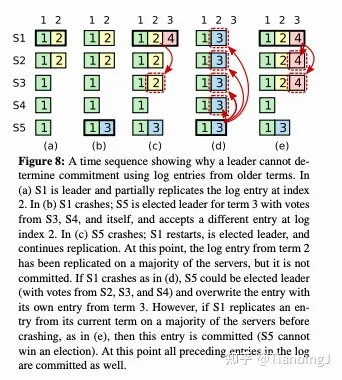 1 2
1 2
1 2 3
1 2 3
1 2 3
S1 1 2 1 2 1 2 4 1 3 1 2 4
S2 1 2 1 2 1 2 1 3 1 2 4
S3 1 1 1 2 1 3 1 2 4
S4 1 1 1 1 3 1
S5 1 1 3 1 3 1 3 1 3
(a) (b) (c) (d) (e)
Figure 8: A time sequence showing why a leader cannot de-
termine commitment using log entries from older terms. In
(a) S1 is leader and partially replicates the log entry at index
2. In (b) S1 crashes; S5 is elected leader for term 3 with votes
from S3, S4, and itself, and accepts a different entry at log
index 2. In (c) S5 crashes; S1 restarts, is elected leader, and
continues replication. At this point, the log entry from term 2
has been replicated on a majority of the servers, but it is not
committed. If S1 crashes as in (d), S5 could be elected leader
(with votes from S2, S3, and S4) and overwrite the entry with
its own entry from term 3. However, if S1 replicates an en-
try from its current term on a majority of the servers before
crashing, as in (e), then this entry is committed (S5 cannot
win an election). At this point all preceding entries in the log
are committed as well.
知乎 @TianbingJ